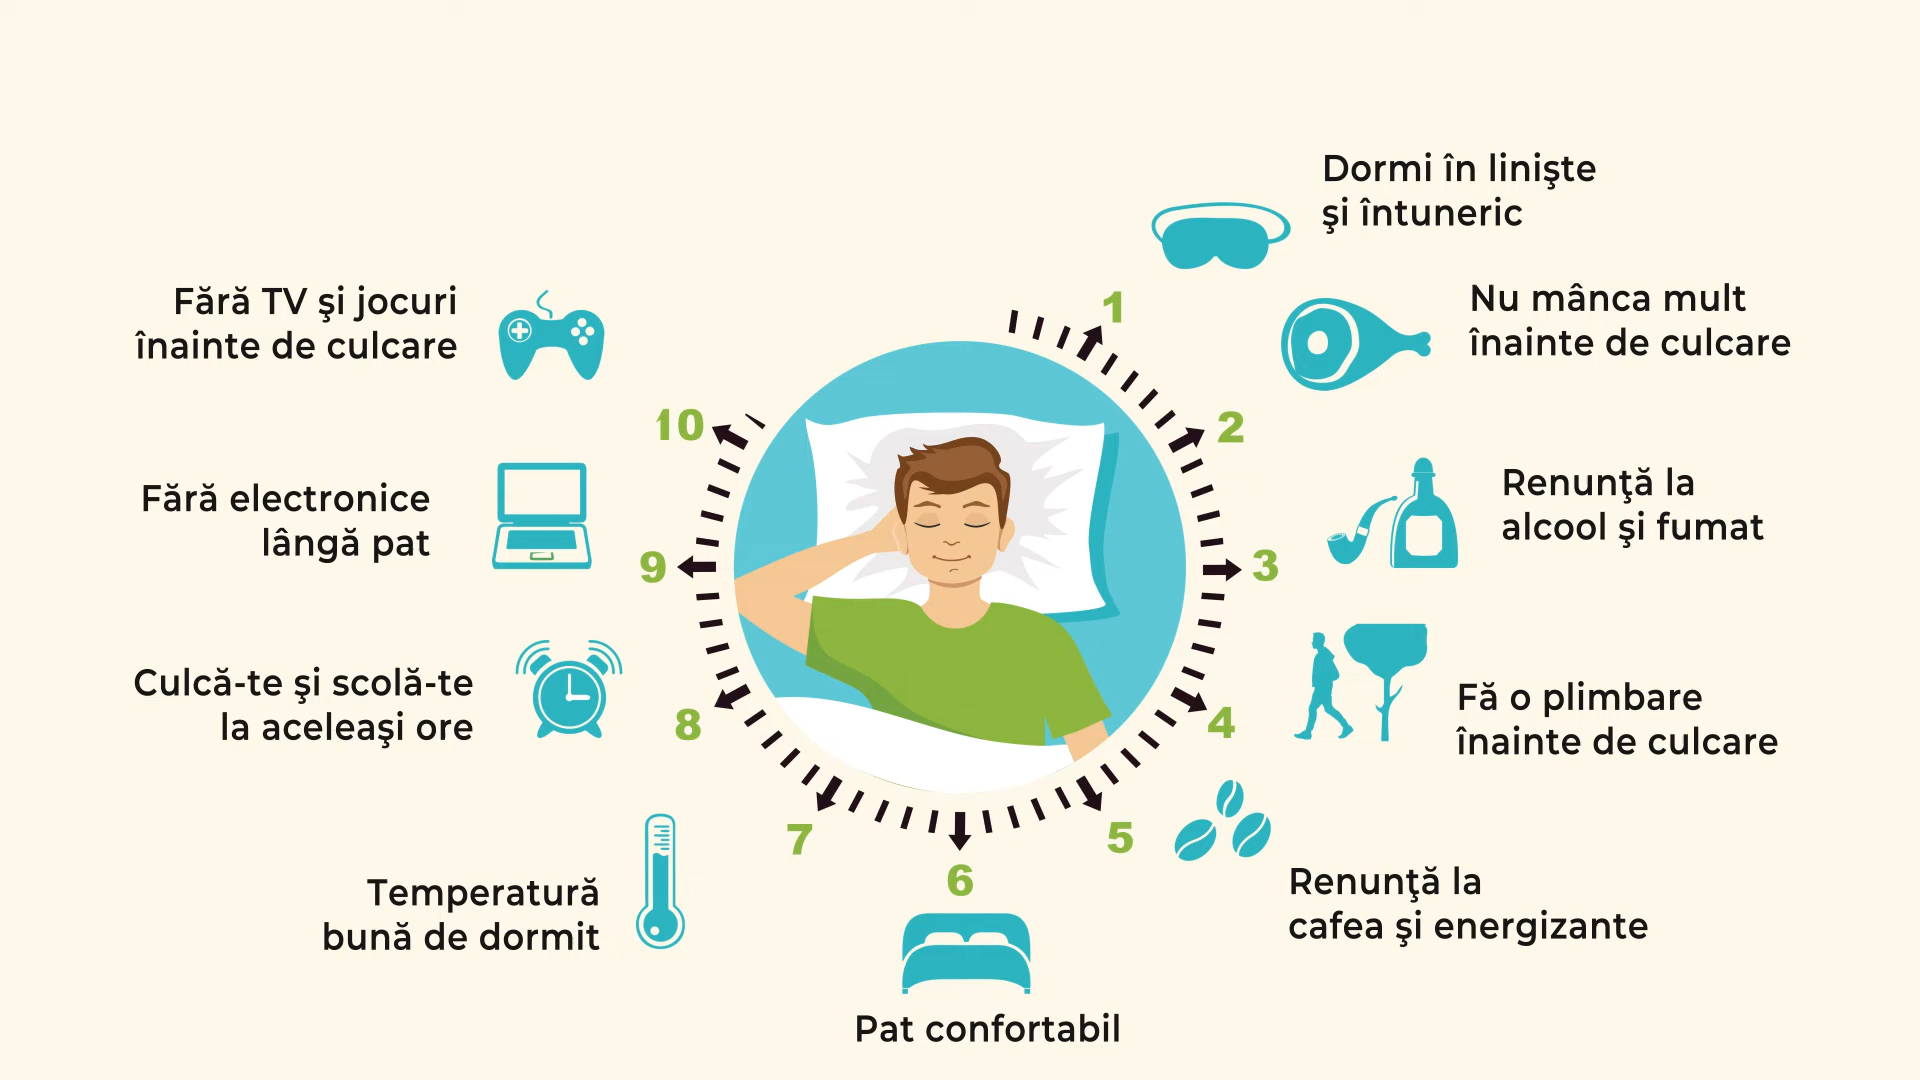 1
Dormi în linişte
şi întuneric
2
Nu mânca mult
înainte de culcare
3
Renunţă la
alcool şi fumat
4
Fă o plimbare
înainte de culcare
5
Renunţă la
cafea şi energizante
6
Pat confortabil
7
Temperatură
bună de dormit
8
Culcă-te şi scolă-te
la aceleaşi ore
9
Fără electronice
lângă pat
10
Fără TV şi jocuri
înainte de culcare